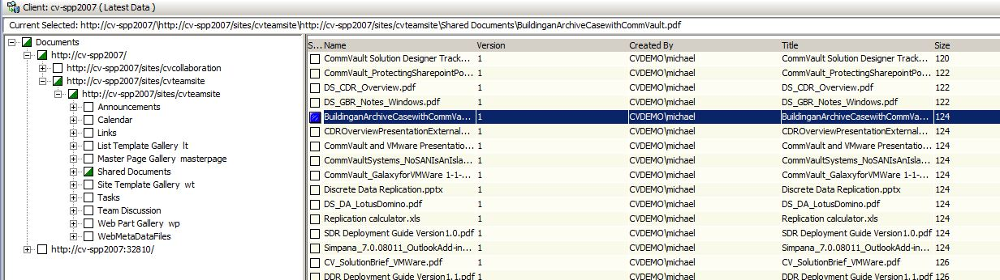 Client: cv-spp2007 ( Latest Data )
Current Selected: http://cv-spp2007/\http://cv-spp2007/sites/cvteamsite\http://cv-spp2007/sites/cvteamsite\Shared Documents\BuildinganArchiveCasewithCommVault.pdf
Documents
http://cv-spp2007/
http://cv-spp2007/sites/cvcollaboration
http://cv-spp2007/sites/cvteamsite
http://cv-spp2007/sites/cvteamsite
Announcements
Calendar
Links
List Template Gallery lt
Master Page Gallery masterpage
Shared Documents
Site Template Gallery wt
Tasks
Team Discussion
Web Part Gallery wp
WebMetaDataFiles
http://cv-spp2007:32810/
S... Name Version Created By Title Size
CommVault Solution Designer Track... 1 CVDEMO\michael CommVault Solution Designer Track... 120
CommVault_ProtectingSharepointPo... 1 CVDEMO\michael CommVault_ProtectingSharepointPo... 122
DS_CDR_Overview.pdf 1 CVDEMO\michael DS_CDR_Overview.pdf 122
DS_GBR_Notes_Windows.pdf 1 CVDEMO\michael DS_GBR_Notes_Windows.pdf 122
BuildinganArchiveCasewithCommVa... 1 CVDEMO\michael BuildinganArchiveCasewithCommVa... 124
CDROverviewPresentationExternal... 1 CVDEMO\michael CDROverviewPresentationExternal... 124
CommVault and VMware Presentatio... 1 CVDEMO\michael CommVault and VMware Presentatio... 124
CommVaultSystems_NoSANIsAnIsla... 1 CVDEMO\michael CommVaultSystems_NoSANIsAnIsla... 124
CommVault_GalaxyforVMWare 1-1-... 1 CVDEMO\michael CommVault_GalaxyforVMWare 1-1-... 124
Discrete Data Replication.pptx 1 CVDEMO\michael Discrete Data Replication.pptx 124
DS_DA_LotusDomino.pdf 1 CVDEMO\michael DS_DA_LotusDomino.pdf 124
Replication calculator.xls 1 CVDEMO\michael Replication calculator.xls 124
SDR Deployment Guide Version1.0.pdf 1 CVDEMO\michael SDR Deployment Guide Version1.0.pdf 124
Simpana_7.0.08011_OutlookAdd-in... 1 CVDEMO\michael Simpana_7.0.08011_OutlookAdd-in... 124
CV_SolutionBrief_VMWare.pdf 1 CVDEMO\michael CV_SolutionBrief_VMWare.pdf 126
DDR Deployment Guide Version1.1.pdf 1 CVDEMO\michael DDR Deployment Guide Version1.1.pdf 126